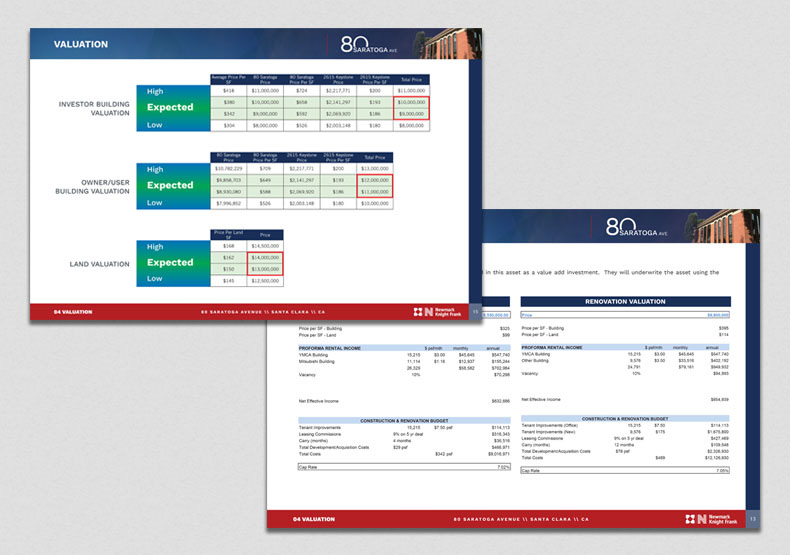 VALUATION
80
SARATOGA AVE
INVESTOR BUILDING
VALUATION
High
Expected
Low
Average Price Per SF 80 Saratoga Price 80 Saratoga Price Per SF 2615 Keystone Price 2615 Keystone Price Per SF Total Price
$418 $11,000,000 $724 $2,217,771 $200 $11,000,000
$380 $10,000,000 $658 $2,141,297 $193 $10,000,000
$342 $9,000,000 $592 $2,069,920 $186 $9,000,000
$304 $8,000,000 $526 $2,003,148 $180 $8,000,000
OWNER/USER
BUILDING VALUATION
High
Expected
Low
80 Saratoga Price 80 Saratoga Price Per SF 2615 Keystone Price 2615 Keystone Price Per SF Total Price
$10,782,229 $709 $2,217,771 $200 $13,000,000
$9,858,703 $649 $2,141,297 $193 $12,000,000
$8,930,080 $588 $2,069,920 $186 $11,000,000
$7,996,852 $526 $2,003,148 $180 $10,000,000
LAND VALUATION
High
Expected
Low
Price Per Land SF Price
$168 $14,500,000
$162 $14,000,000
$150 $13,000,000
$145 $12,500,000
04 VALUATION
80 SARATOGA AVENUE \\ SANTA CLARA \\ CA
Newmark
Knight Frank
80
SARATOGA AVE
in this asset as a value add investment. They will underwrite the asset using the
Price per SF - Building $325
Price per SF - Land $99
PROFORMA RENTAL INCOME $ psf/mth monthly annual
YMCA Building 15,215 $3.00 $45,645 $547,740
Mitsubishi Building 11,114 $1.16 $12,937 $155,244
26,329 $58,582 $702,984
Vacancy 10% $70,298
Net Effective Income $632,686
CONSTRUCTION & RENOVATION BUDGET
Tenant Improvements 15,215 $7.50 psf $114,113
Leasing Commissions 9% on 5 yr deal $316,343
Carry (months) 4 months $36,516
Total Development/Acquisition Costs $29 psf $466,971
Total Costs $342 psf $9,016,971
Cap Rate 7.02%
RENOVATION VALUATION
Price $9,800,000
Price per SF - Building $395
Price per SF - Land $114
PROFORMA RENTAL INCOME $ psf/mth monthly annual
YMCA Building 15,215 $3.00 $45,645 $547,740
Other Building 9,576 $3.50 $33,516 $402,192
24,791 $79,161 $949,932
Vacancy 10% $94,993
Net Effective Income $854,939
CONSTRUCTION & RENOVATION BUDGET
Tenant Improvements (Office) 15,215 $7.50 $114,113
Tenant Improvements (New) 9,576 $175 $1,675,800
Leasing Commissions 9% on 5 yr deal $427,469
Carry (months) 12 months $109,548
Total Development/Acquisition Costs $78 psf $2,326,930
Total Costs $489 $12,126,930
Cap Rate 7.05%
04 VALUATION
80 SARATOGA AVENUE \\ SANTA CLARA \\ CA
Newmark
Knight Frank
13